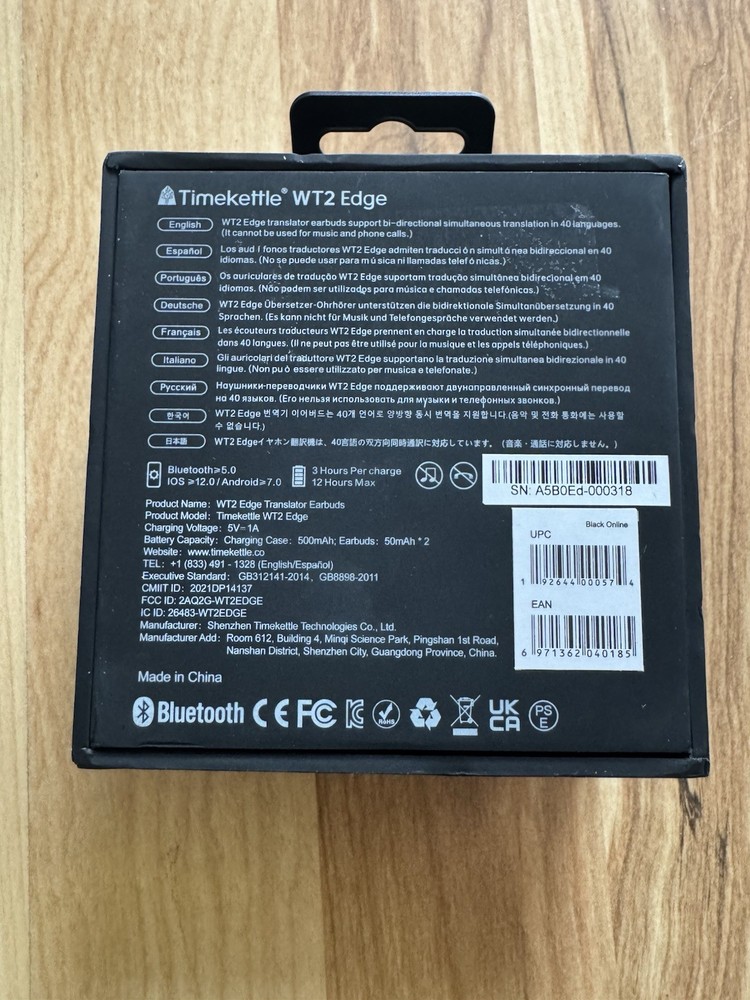 Timekettle® WT2 Edge
English
WT2 Edge translator earbuds support bi-directional simultaneous translation in 40 languages.
(It cannot be used for music and phone calls.)
Español
Los aud í fonos traductores WT2 Edge admiten traducci ó n simult á nea bidireccional en 40
idiomas. (No se puede usar para m ú sica ni llamadas telef ó nicas.)
Português
Os auriculares de tradução WT2 Edge suportam tradução simultânea bidirecional em 40
idiomas. (Não podem ser utilizados para música e chamadas telefónicas.)
Deutsche
WT2 Edge Übersetzer-Ohrhörer unterstützen die bidirektionale Simultanübersetzung in 40
Sprachen. (Es kann nicht für Musik und Telefongespräche verwendet werden.)
Français
Les écouteurs traducteurs WT2 Edge prennent en charge la traduction simultanée bidirectionnelle
dans 40 langues. (Il ne peut pas être utilisé pour la musique et les appels téléphoniques.)
Italiano
Gli auricolari del traduttore WT2 Edge supportano la traduzione simultanea bidirezionale in 40
lingue. (Non pu ò essere utilizzato per musica e telefonate.)
Русский
Наушники-переводчики WT2 Edge поддерживают двунаправленный синхронный перевод
на 40 языков. (Его нельзя использовать для музыки и телефонных звонков.)
한국어
WT2 Edge 번역기 이어버드는 40개 언어로 양방향 동시 번역을 지원합니다.(음악 및 전화 통화에는 사용할
수 없습니다.)
日本語
WT2 Edgeイヤホン翻訳機は、40言語の双方向同時通訳に対応しています。（音楽・通話に対応しません。）
Bluetooth≥5.0
IOS ≥12.0 / Android≥7.0
3 Hours Per charge
12 Hours Max
SN: A5B0Ed-000318
Product Name: WT2 Edge Translator Earbuds
Product Model: Timekettle WT2 Edge
Charging Voltage: 5V⎓1A
Battery Capacity: Charging Case: 500mAh; Earbuds: 50mAh * 2
Website: www.timekettle.co
TEL: +1 (833) 491 - 1328 (English/Español)
Executive Standard: GB312141-2014, GB8898-2011
CMIIT ID: 2021DP14137
FCC ID: 2AQ2G-WT2EDGE
IC ID: 26483-WT2EDGE
Manufacturer: Shenzhen Timekettle Technologies Co., Ltd.
Manufacturer Add: Room 612, Building 4, Minqi Science Park, Pingshan 1st Road,
Nanshan District, Shenzhen City, Guangdong Province, China.
Black Online
UPC
1 92644 00057 4
EAN
6 971362 040185
Made in China
Bluetooth CE FC KC RoHS UK CA PS E